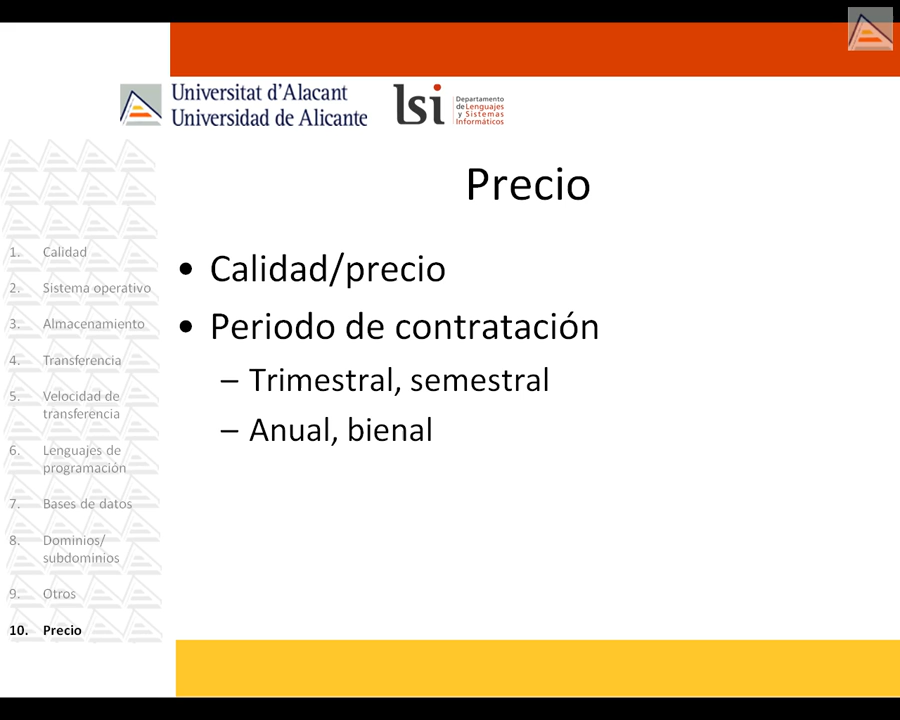 Universitat d'Alacant
Universidad de Alicante
lsi
Departamento
de Lenguajes
y Sistemas
Informáticos
Precio
1. Calidad
2. Sistema operativo
3. Almacenamiento
4. Transferencia
5. Velocidad de
transferencia
6. Lenguajes de
programación
7. Bases de datos
8. Dominios/
subdominios
9. Otros
10. Precio
• Calidad/precio
• Periodo de contratación
– Trimestral, semestral
– Anual, bienal